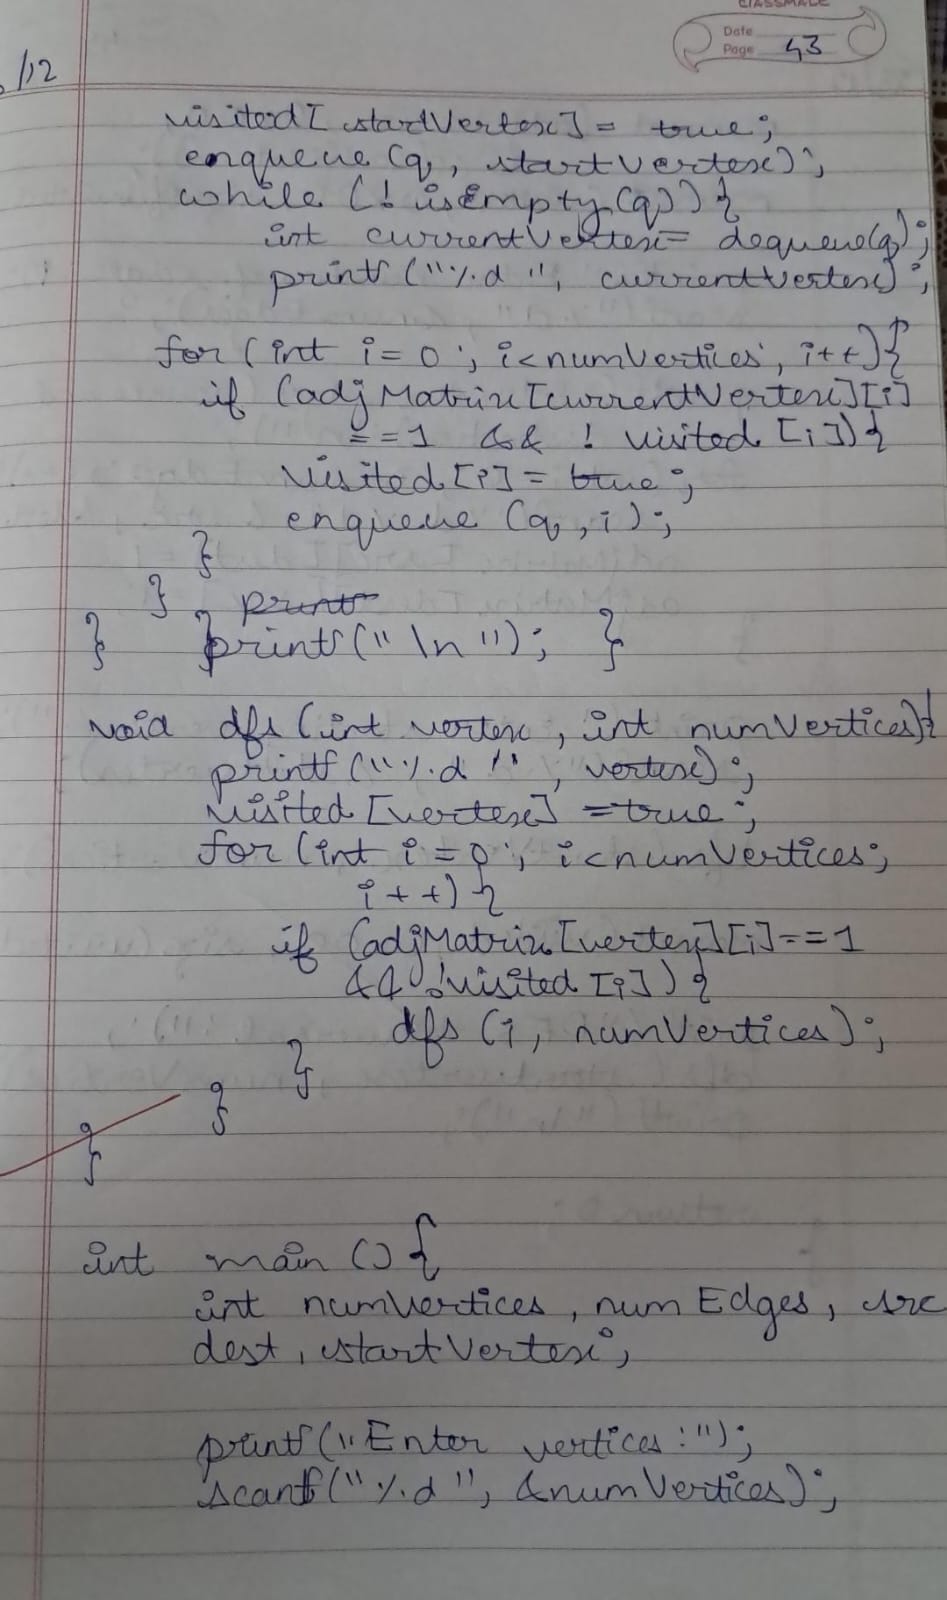 CLASSMATE
Date
Page 43
/12
visited[startVertex] = true;
enqueue (q, startVertex);
while (! isEmpty(q)) {
int currentVertex = dequeue(q);
printf ("%d ", currentVertex);
for (int i = 0 ; i<numVertices; i++) {
if (adjMatrix[currentVertex][i]
==1 && ! visited [i]) {
visited [i] = true;
enqueue (q, i);
}
} print
} } printf(" \n "); }
void dfs (int vertex, int numVertices){
printf ("%d " , vertex);
visited [vertex] = true;
for (int i = 0 ; i<numVertices;
i++) {
if (adjMatrix [vertex][i]==1
&& !visited [i]) {
dfs (i, numVertices);
}
}
}
int main () {
int numVertices, numEdges, src
dest, startVertex;
printf("Enter vertices :");
scanf("%d ", &numVertices);